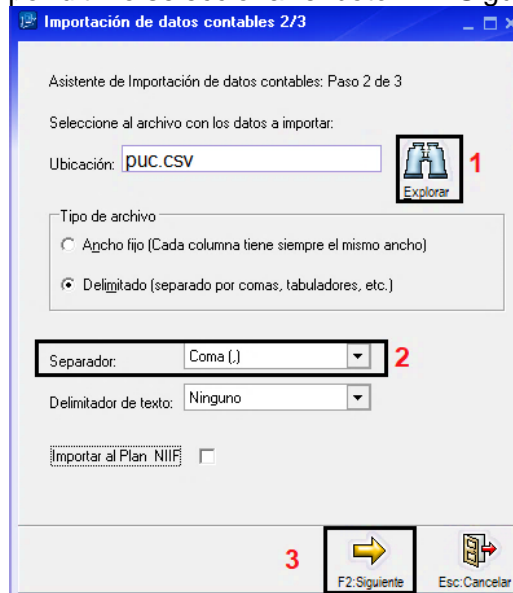 Importación de datos contables 2/3
Asistente de Importación de datos contables: Paso 2 de 3
Seleccione al archivo con los datos a importar:
Ubicación: puc.csv
Explorar
1
Tipo de archivo
Ancho fijo (Cada columna tiene siempre el mismo ancho)
Delimitado (separado por comas, tabuladores, etc.)
Separador: Coma (,) 2
Delimitador de texto: Ninguno
Importar al Plan NIIF
3
F2:Siguiente Esc:Cancelar